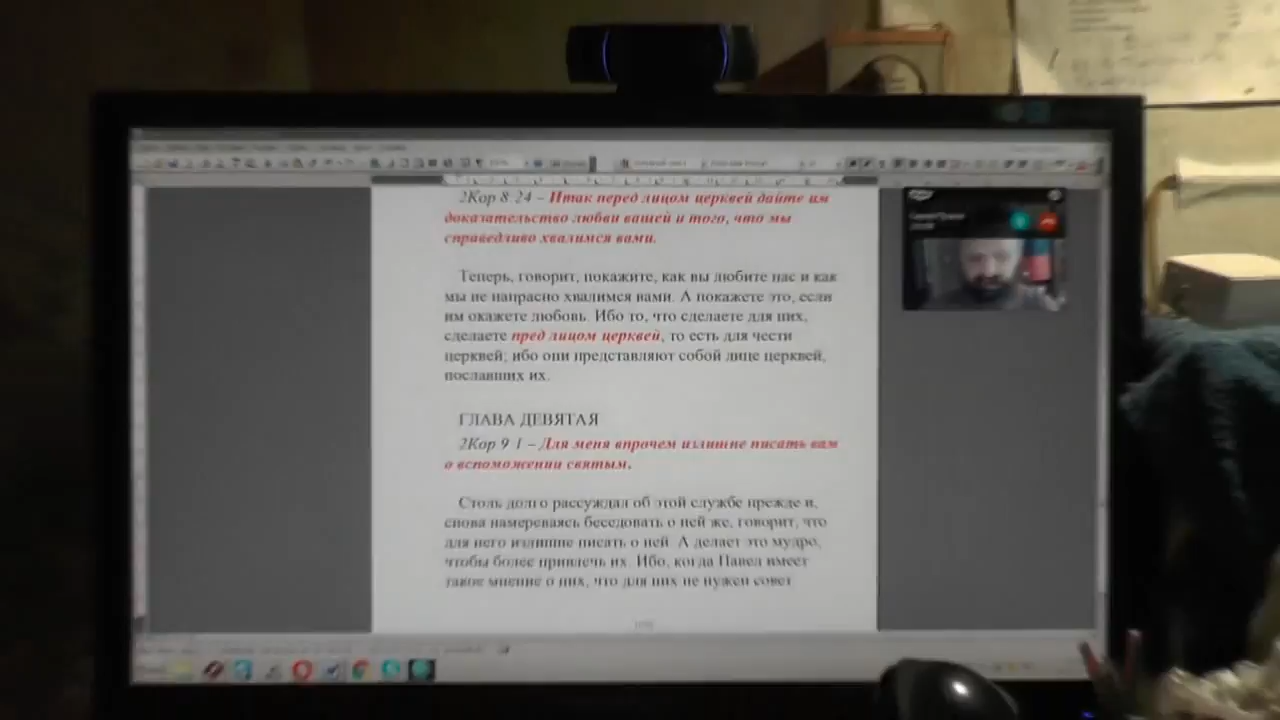 2Кор 8:24 – Итак перед лицом церквей дайте им
доказательство любви вашей и того, что мы
справедливо хвалимся вами.
Теперь, говорит, покажите, как вы любите нас и как
мы не напрасно хвалимся вами. А покажете это, если
им окажете любовь. Ибо то, что сделаете для них,
сделаете пред лицом церквей, то есть для чести
церквей; ибо они представляют собой лице церквей,
пославших их.
ГЛАВА ДЕВЯТАЯ
2Кор 9:1 – Для меня впрочем излишне писать вам
о вспоможении святым.
Столь долго рассуждал об этой службе прежде и,
снова намереваясь беседовать о ней же, говорит, что
для него излишне писать о ней. А делает это мудро,
чтобы более привлечь их. Ибо, когда Павел имеет
такое мнение о них, что для них не нужен совет